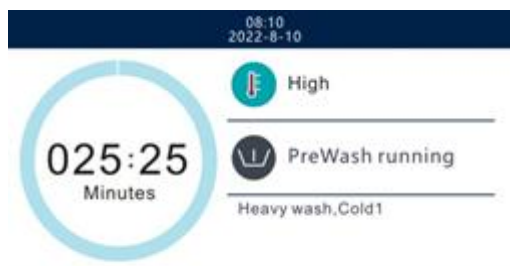 08:10
2022-8-10
High
025:25
PreWash running
Minutes
Heavy wash,Cold1